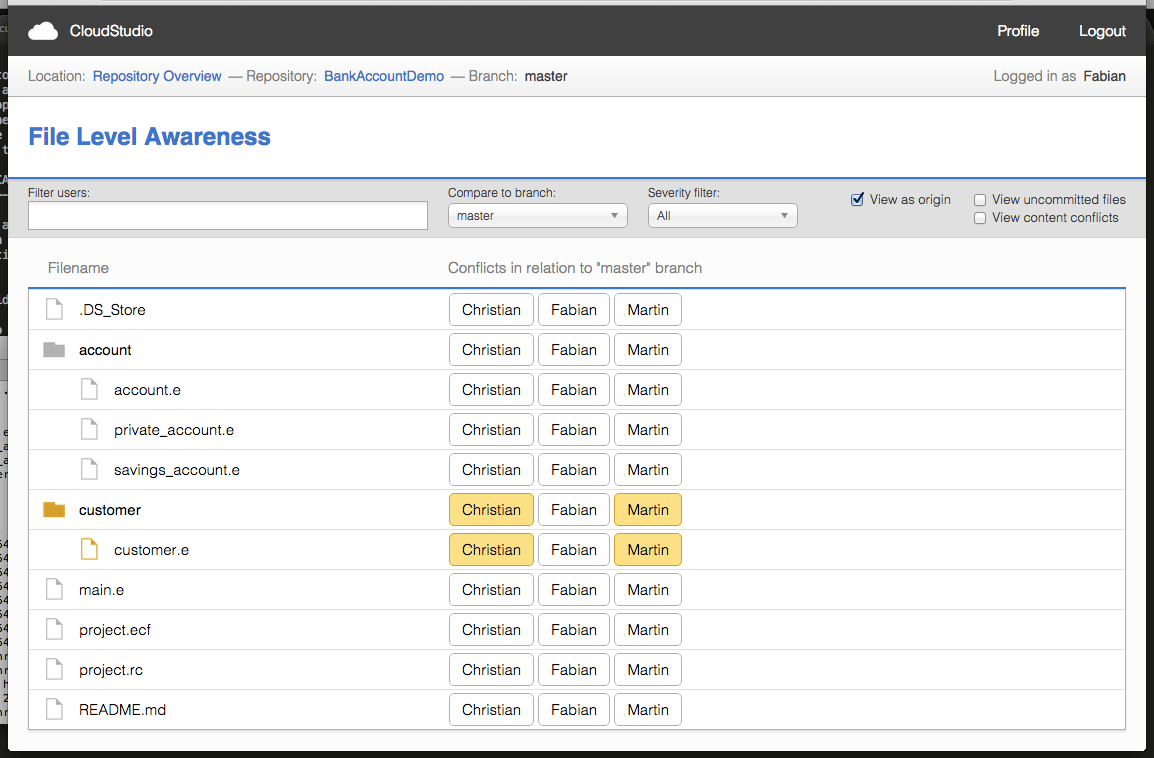 CloudStudio Profile Logout
Location: Repository Overview — Repository: BankAccountDemo — Branch: master Logged in as Fabian
File Level Awareness
Filter users: Compare to branch: Severity filter:
master All
View as origin View uncommitted files
View content conflicts
Filename Conflicts in relation to "master" branch
.DS_Store Christian Fabian Martin
account Christian Fabian Martin
account.e Christian Fabian Martin
private_account.e Christian Fabian Martin
savings_account.e Christian Fabian Martin
customer Christian Fabian Martin
customer.e Christian Fabian Martin
main.e Christian Fabian Martin
project.ecf Christian Fabian Martin
project.rc Christian Fabian Martin
README.md Christian Fabian Martin